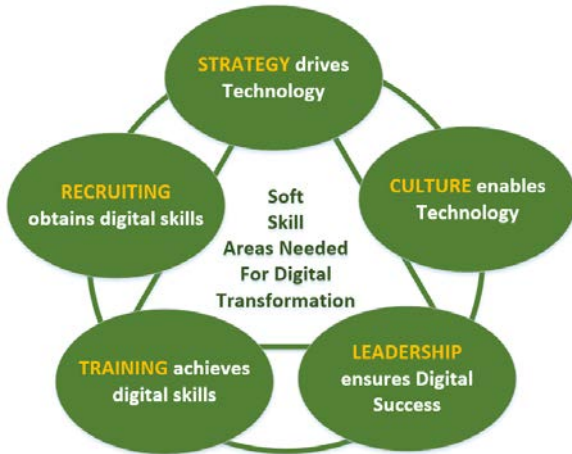 STRATEGY drives
Technology
RECRUITING
obtains digital skills
CULTURE enables
Technology
Soft
Skill
Areas Needed
For Digital
Transformation
TRAINING achieves
digital skills
LEADERSHIP
ensures Digital
Success